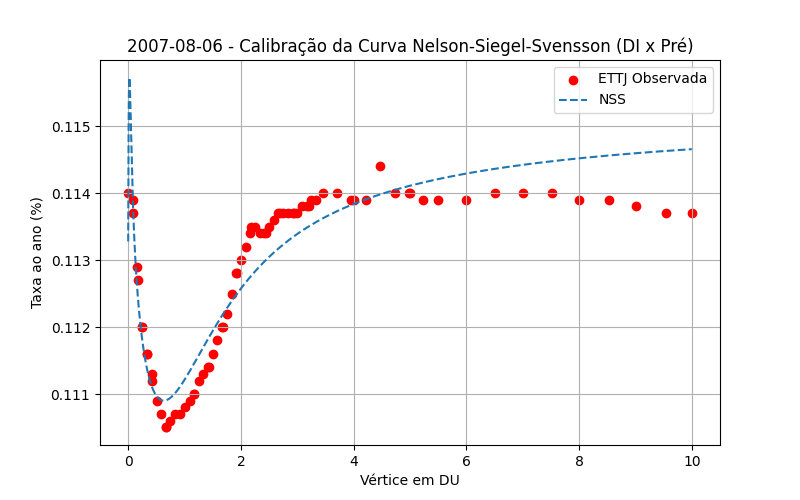 2007-08-06 - Calibração da Curva Nelson-Siegel-Svensson (DI x Pré)
ETTJ Observada
NSS
Taxa ao ano (%)
0.115
0.114
0.113
0.112
0.111
0 2 4 6 8 10
Vértice em DU